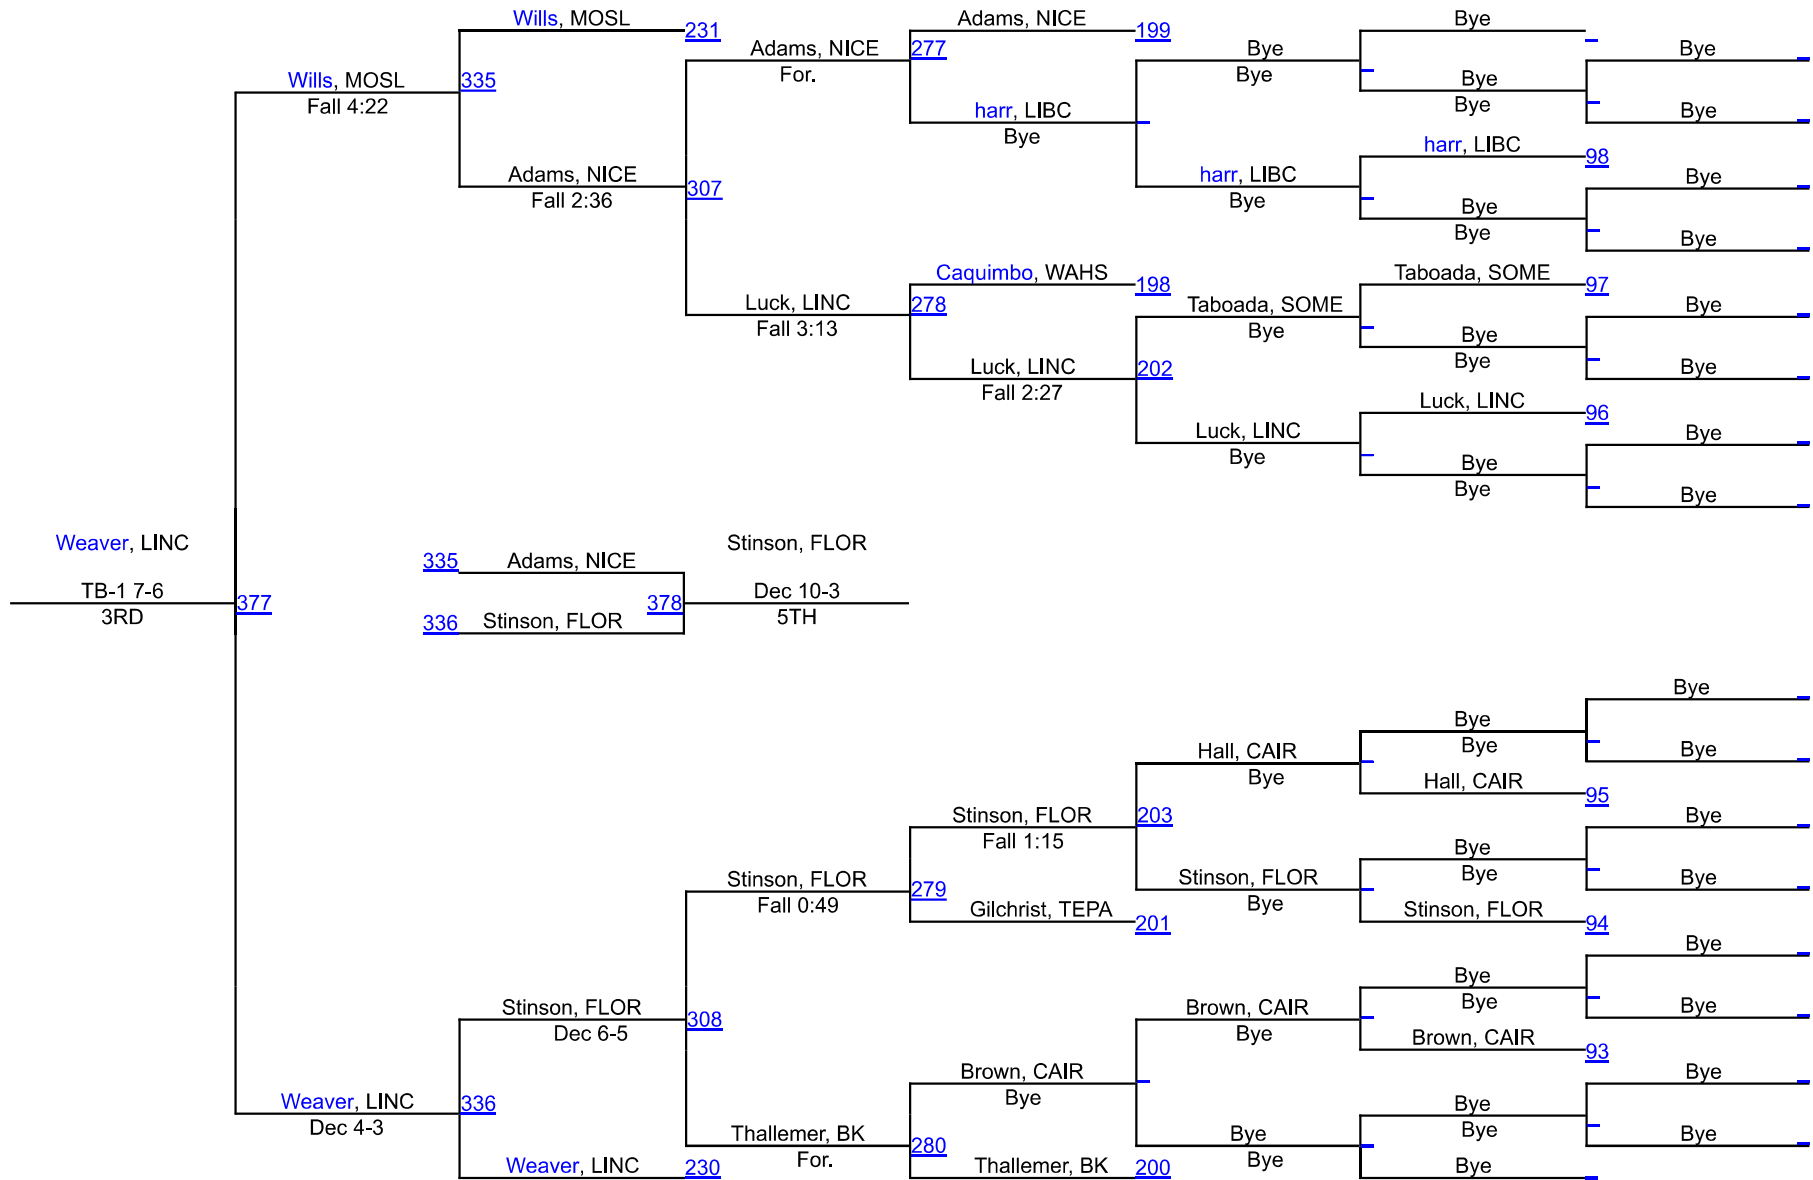 Wills, MOSL
231
Adams, NICE
199
Bye
Adams, NICE
277
Bye
Bye
For.
Bye
Wills, MOSL
335
Bye
Fall 4:22
Bye
harr, LIBC
Bye
Bye
harr, LIBC
98
Adams, NICE
307
harr, LIBC
Bye
Fall 2:36
Bye
Bye
Bye
Bye
Caquimbo, WAHS
198
Taboada, SOME
97
Luck, LINC
278
Taboada, SOME
Bye
Fall 3:13
Bye
Bye
Bye
Luck, LINC
202
Bye
Fall 2:27
Luck, LINC
96
Luck, LINC
Bye
Bye
Bye
Bye
Bye
Weaver, LINC
335
Adams, NICE
Stinson, FLOR
TB-1 7-6
377
378
Dec 10-3
3RD
336
Stinson, FLOR
5TH
Bye
Bye
Hall, CAIR
Bye
Bye
Bye
Hall, CAIR
95
Stinson, FLOR
203
Bye
Fall 1:15
Bye
Stinson, FLOR
279
Stinson, FLOR
Bye
Bye
Fall 0:49
Bye
Gilchrist, TEPA
201
Stinson, FLOR
94
Bye
Bye
Stinson, FLOR
308
Brown, CAIR
Bye
Bye
Dec 6-5
Bye
Brown, CAIR
93
Brown, CAIR
Bye
Weaver, LINC
336
Bye
Bye
Dec 4-3
Thallemer, BK
280
Bye
Bye
Bye
For.
Bye
Weaver, LINC
230
Thallemer, BK
200
Bye